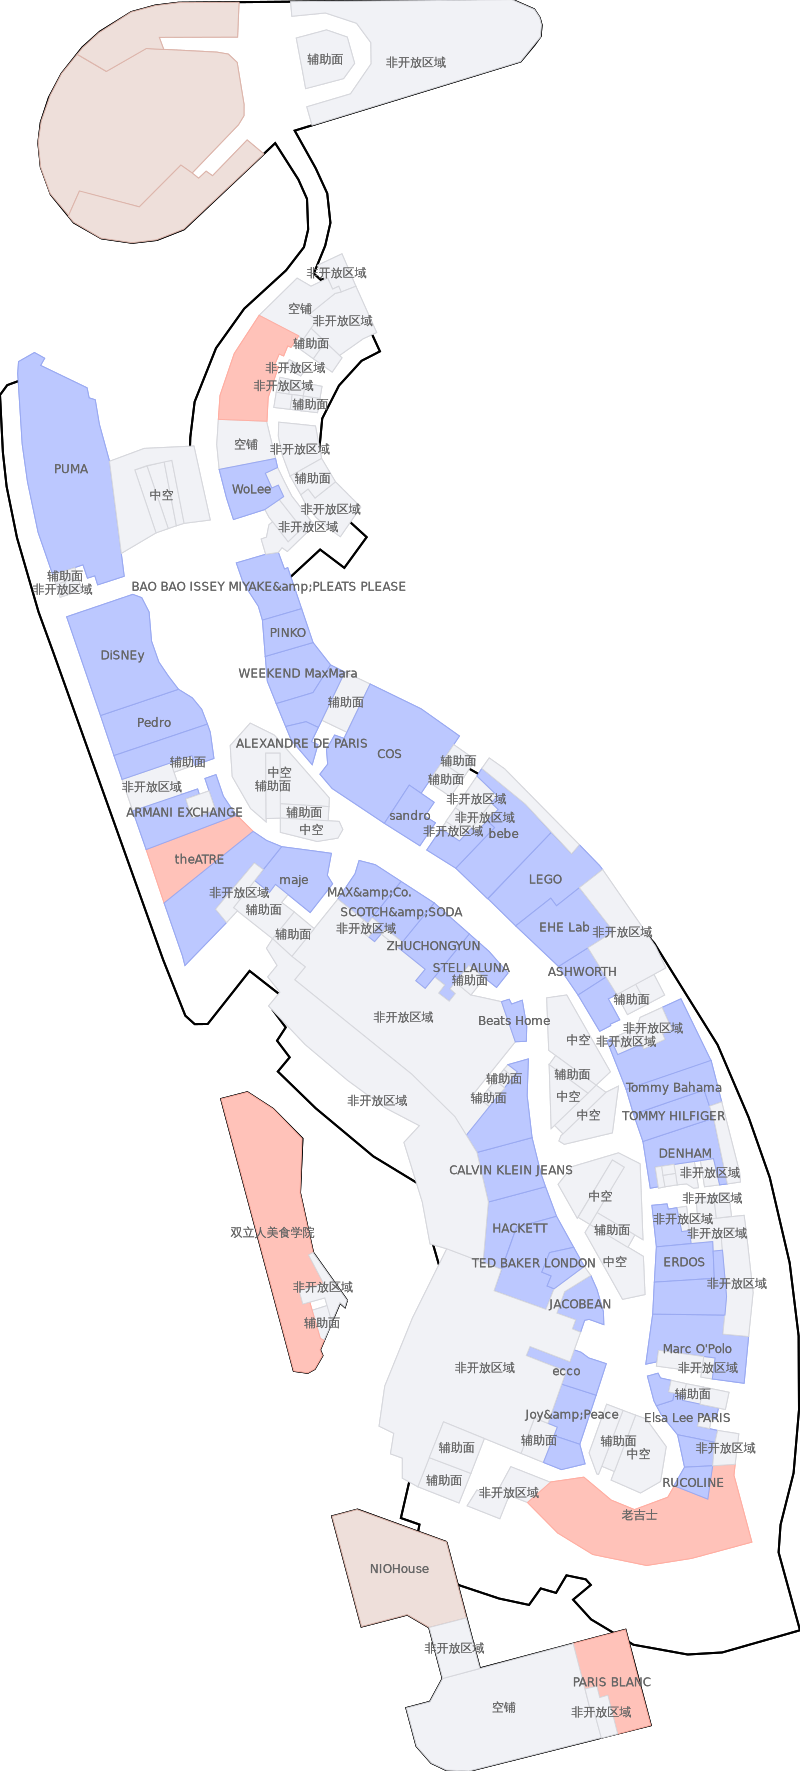 辅助面
非开放区域
非开放区域
空铺
非开放区域
辅助面
非开放区域
非开放区域
辅助面
空铺
非开放区域
PUMA
辅助面
WoLee
中空
非开放区域
非开放区域
辅助面
BAO BAO ISSEY MIYAKE&amp;PLEATS PLEASE
非开放区域
PINKO
DiSNEy
WEEKEND MaxMara
辅助面
Pedro
ALEXANDRE DE PARIS
COS
辅助面
辅助面
中空
辅助面
非开放区域
辅助面
非开放区域
ARMANI EXCHANGE
辅助面
sandro
非开放区域
中空
非开放区域
bebe
theATRE
maje
LEGO
非开放区域
MAX&amp;Co.
辅助面
SCOTCH&amp;SODA
非开放区域
EHE Lab
非开放区域
辅助面
ZHUCHONGYUN
STELLALUNA
ASHWORTH
辅助面
辅助面
非开放区域
Beats Home
非开放区域
中空
非开放区域
辅助面
辅助面
Tommy Bahama
非开放区域
辅助面
中空
中空
TOMMY HILFIGER
DENHAM
CALVIN KLEIN JEANS
非开放区域
中空
非开放区域
非开放区域
HACKETT
辅助面
双立人美食学院
非开放区域
TED BAKER LONDON
中空
ERDOS
非开放区域
非开放区域
JACOBEAN
辅助面
Marc O'Polo
非开放区域
ecco
非开放区域
辅助面
Joy&amp;Peace
Elsa Lee PARIS
辅助面
辅助面
辅助面
中空
非开放区域
辅助面
RUCOLINE
非开放区域
老吉士
NIOHouse
非开放区域
PARIS BLANC
空铺
非开放区域